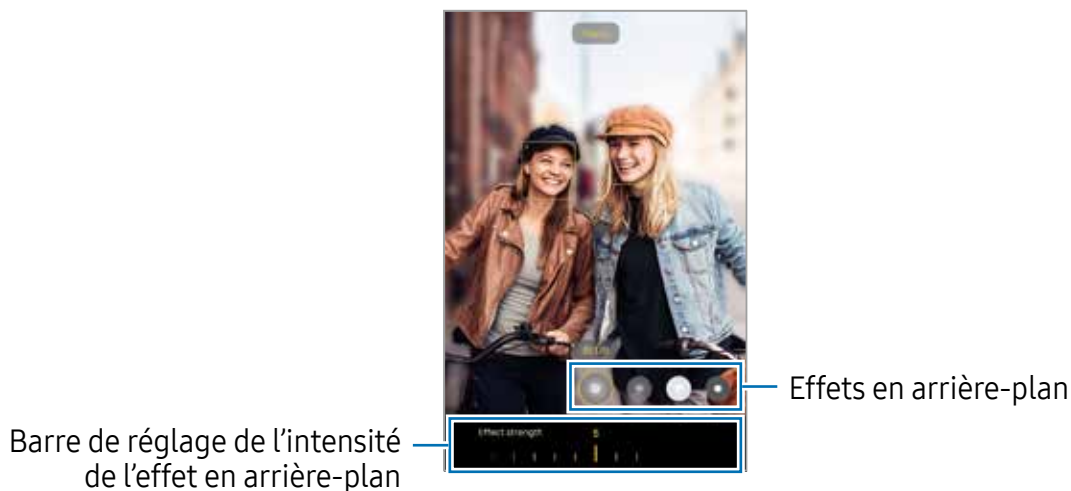 Effets en arrière-plan
Effect strength
5
Barre de réglage de l'intensité
de l'effet en arrière-plan